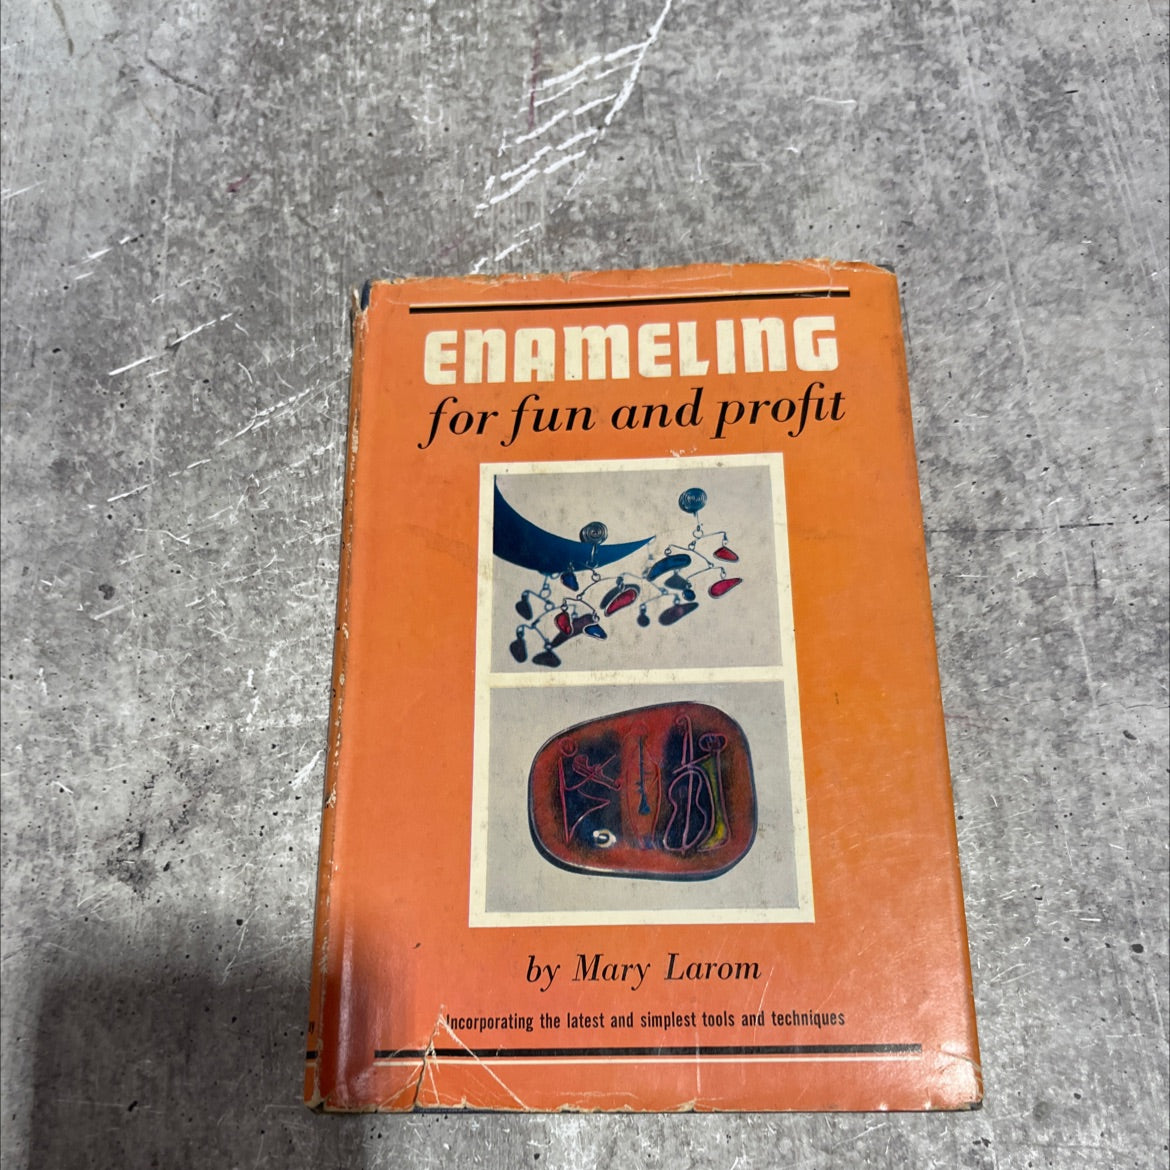 ENAMELING
for fun and profit
by Mary Larom
Incorporating the latest and simplest tools and techniques